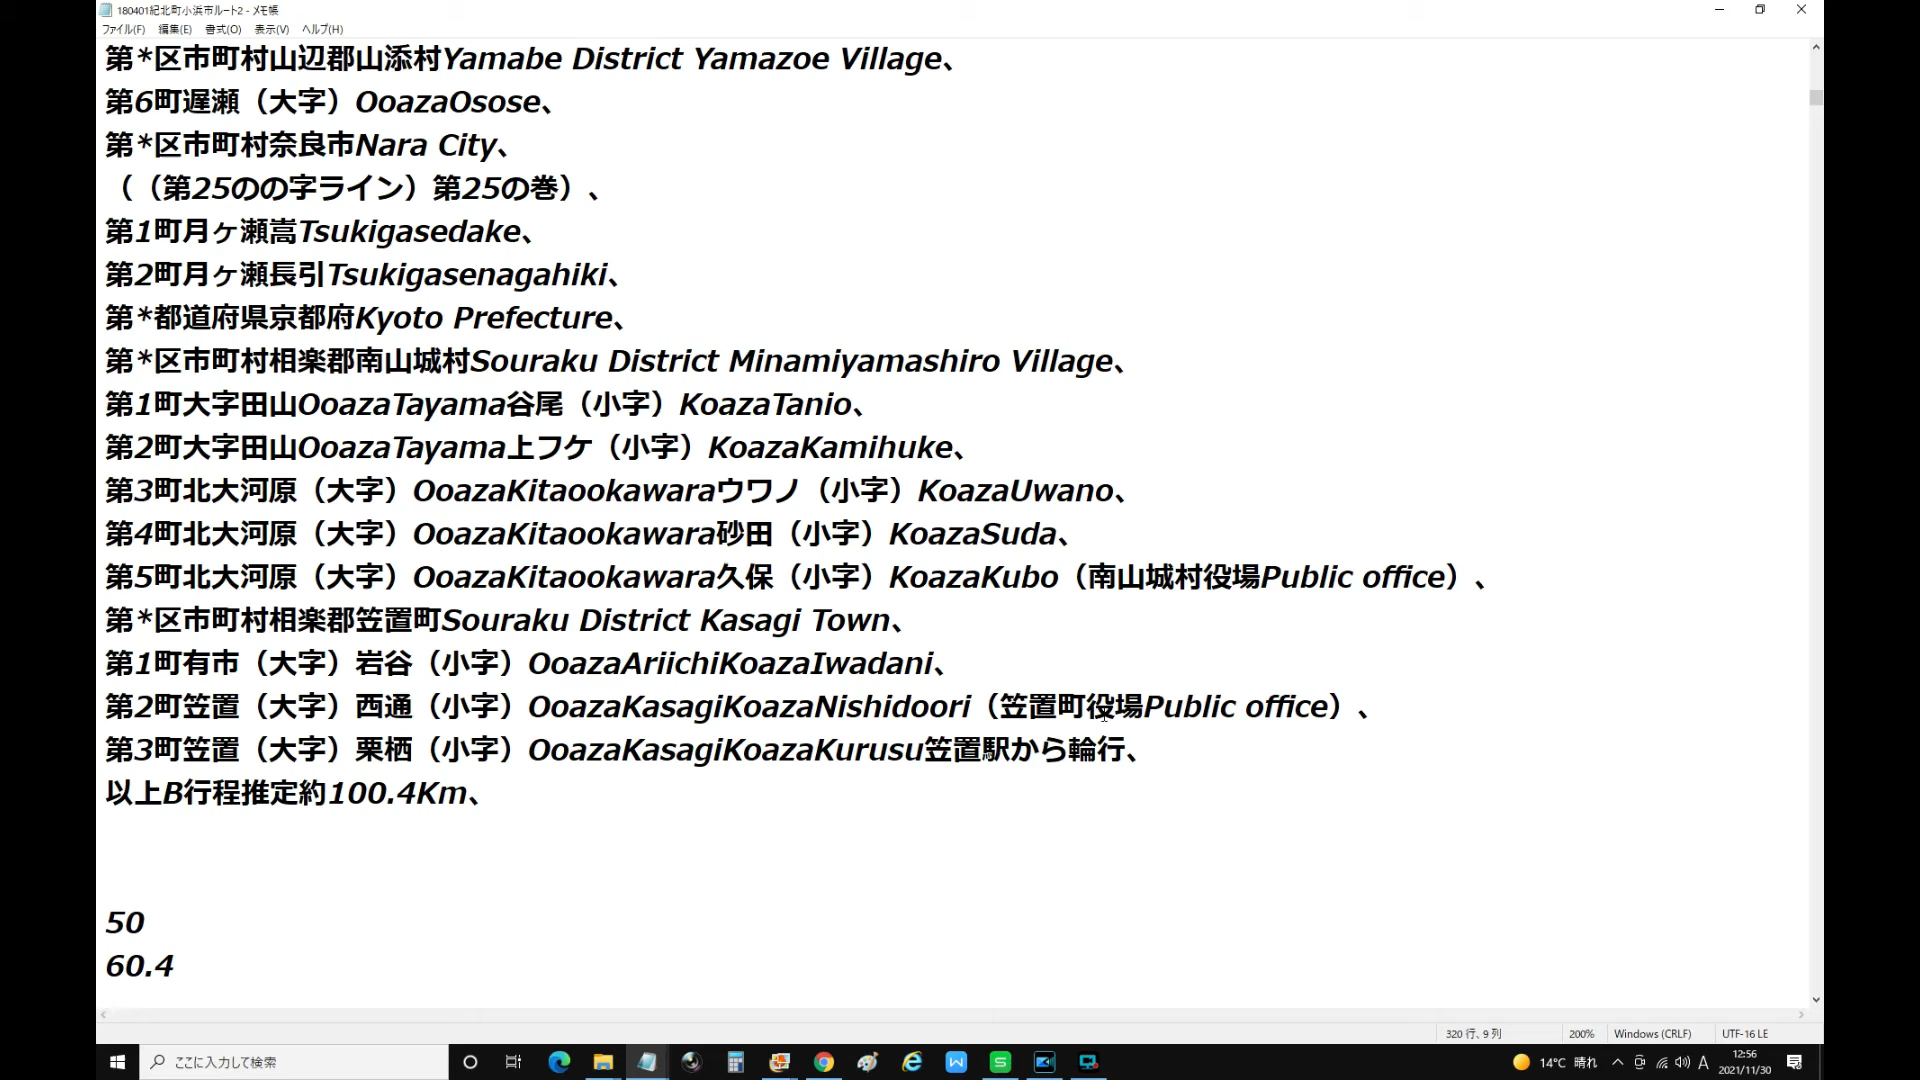 180401紀北町小浜市ルート2 - メモ帳
ファイル(F) 編集(E) 書式(O) 表示(V) ヘルプ(H)
第*区市町村山辺郡山添村Yamabe District Yamazoe Village、
第6町遅瀬（大字）OoazaOsose、
第*区市町村奈良市Nara City、
（（第25のの字ライン）第25の巻）、
第1町月ヶ瀬嵩Tsukigasedake、
第2町月ヶ瀬長引Tsukigasenagahiki、
第*都道府県京都府Kyoto Prefecture、
第*区市町村相楽郡南山城村Souraku District Minamiyamashiro Village、
第1町大字田山OoazaTayama谷尾（小字）KoazaTanio、
第2町大字田山OoazaTayama上フケ（小字）KoazaKamihuke、
第3町北大河原（大字）OoazaKitaookawaraウワノ（小字）KoazaUwano、
第4町北大河原（大字）OoazaKitaookawara砂田（小字）KoazaSuda、
第5町北大河原（大字）OoazaKitaookawara久保（小字）KoazaKubo（南山城村役場Public office）、
第*区市町村相楽郡笠置町Souraku District Kasagi Town、
第1町有市（大字）岩谷（小字）OoazaAriichiKoazaIwadani、
第2町笠置（大字）西通（小字）OoazaKasagiKoazaNishidoori（笠置町役場Public office）、
第3町笠置（大字）栗栖（小字）OoazaKasagiKoazaKurusu笠置駅から輪行、
以上B行程推定約100.4Km、
50
60.4
320 行、9 列 200% Windows (CRLF) UTF-16 LE
ここに入力して検索 14°C 晴れ A 12:56
2021/11/30